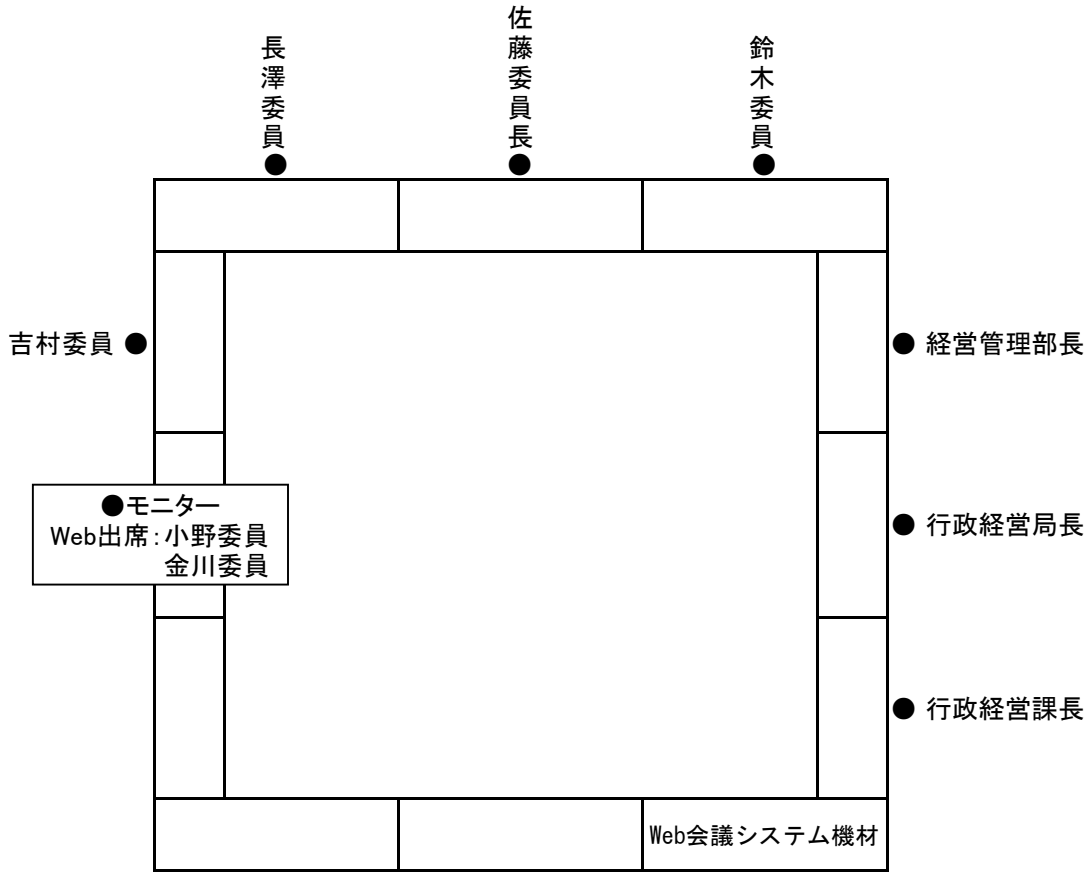 長澤委員●
佐藤委員長●
鈴木委員●
吉村委員 ●
● 経営管理部長
●モニター
Web出席：小野委員
金川委員
● 行政経営局長
● 行政経営課長
Web会議システム機材